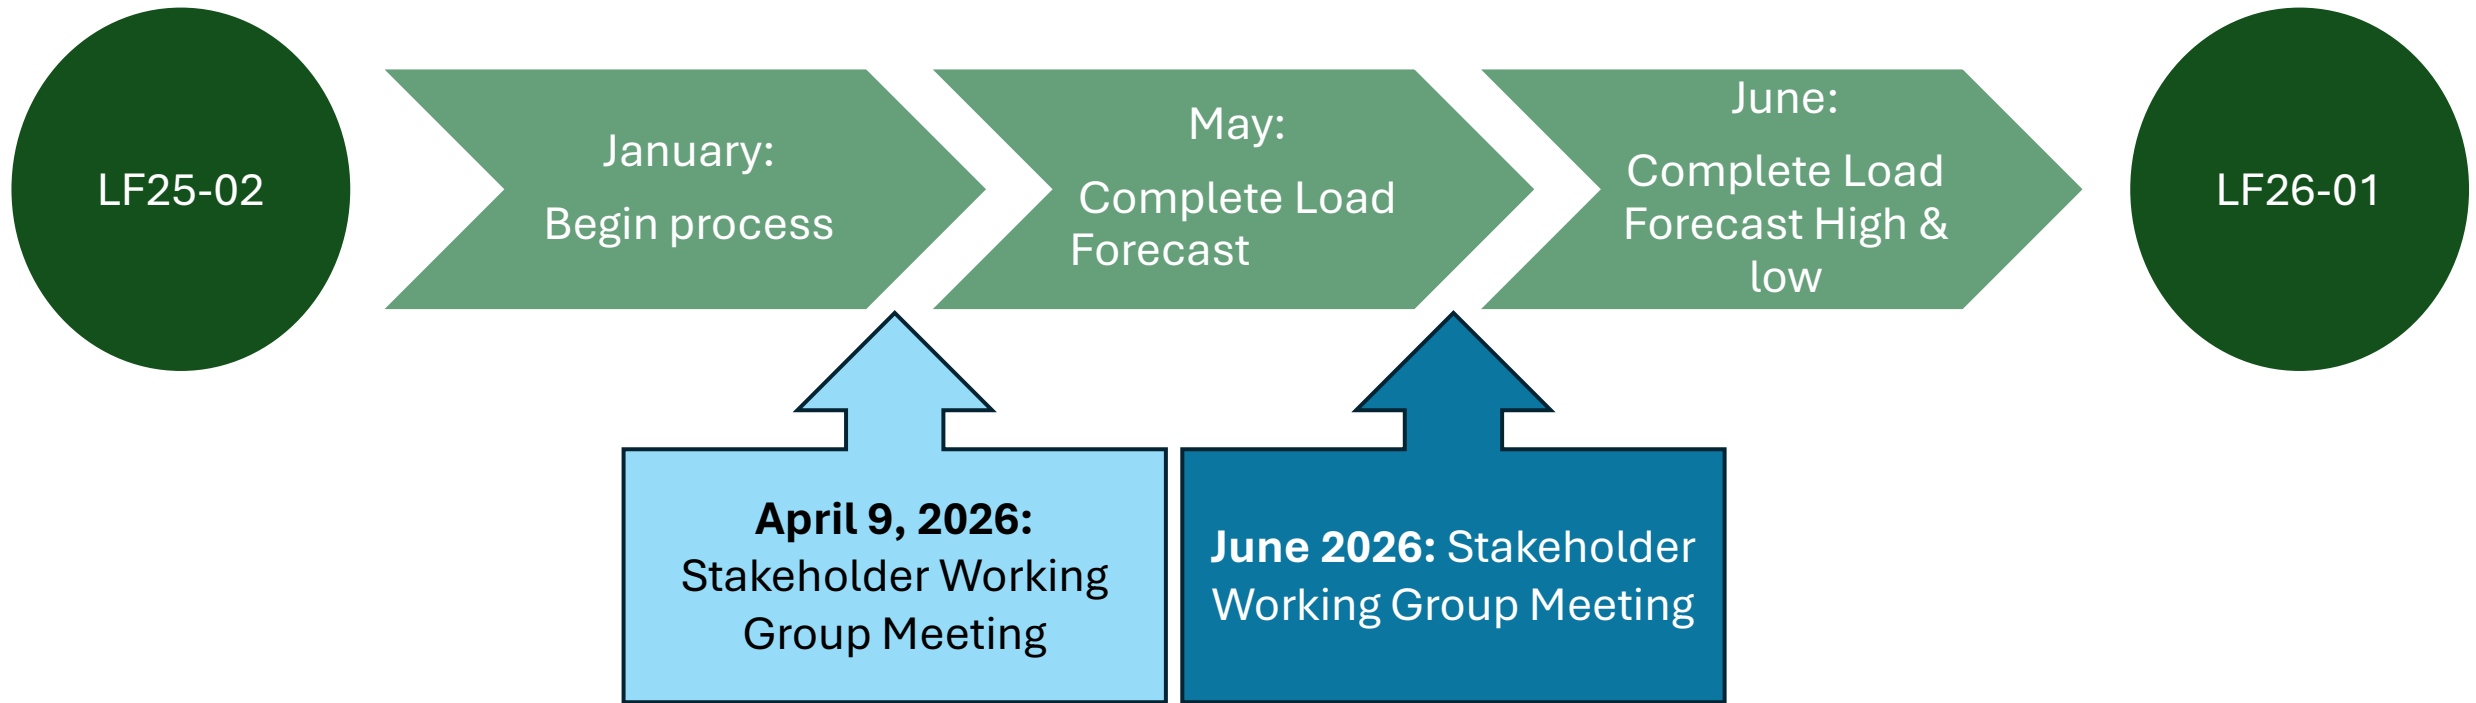 LF25-02
January:
Begin process
May:
Complete Load
Forecast
June:
Complete Load
Forecast High &
low
LF26-01
April 9, 2026:
Stakeholder Working
Group Meeting
June 2026: Stakeholder
Working Group Meeting